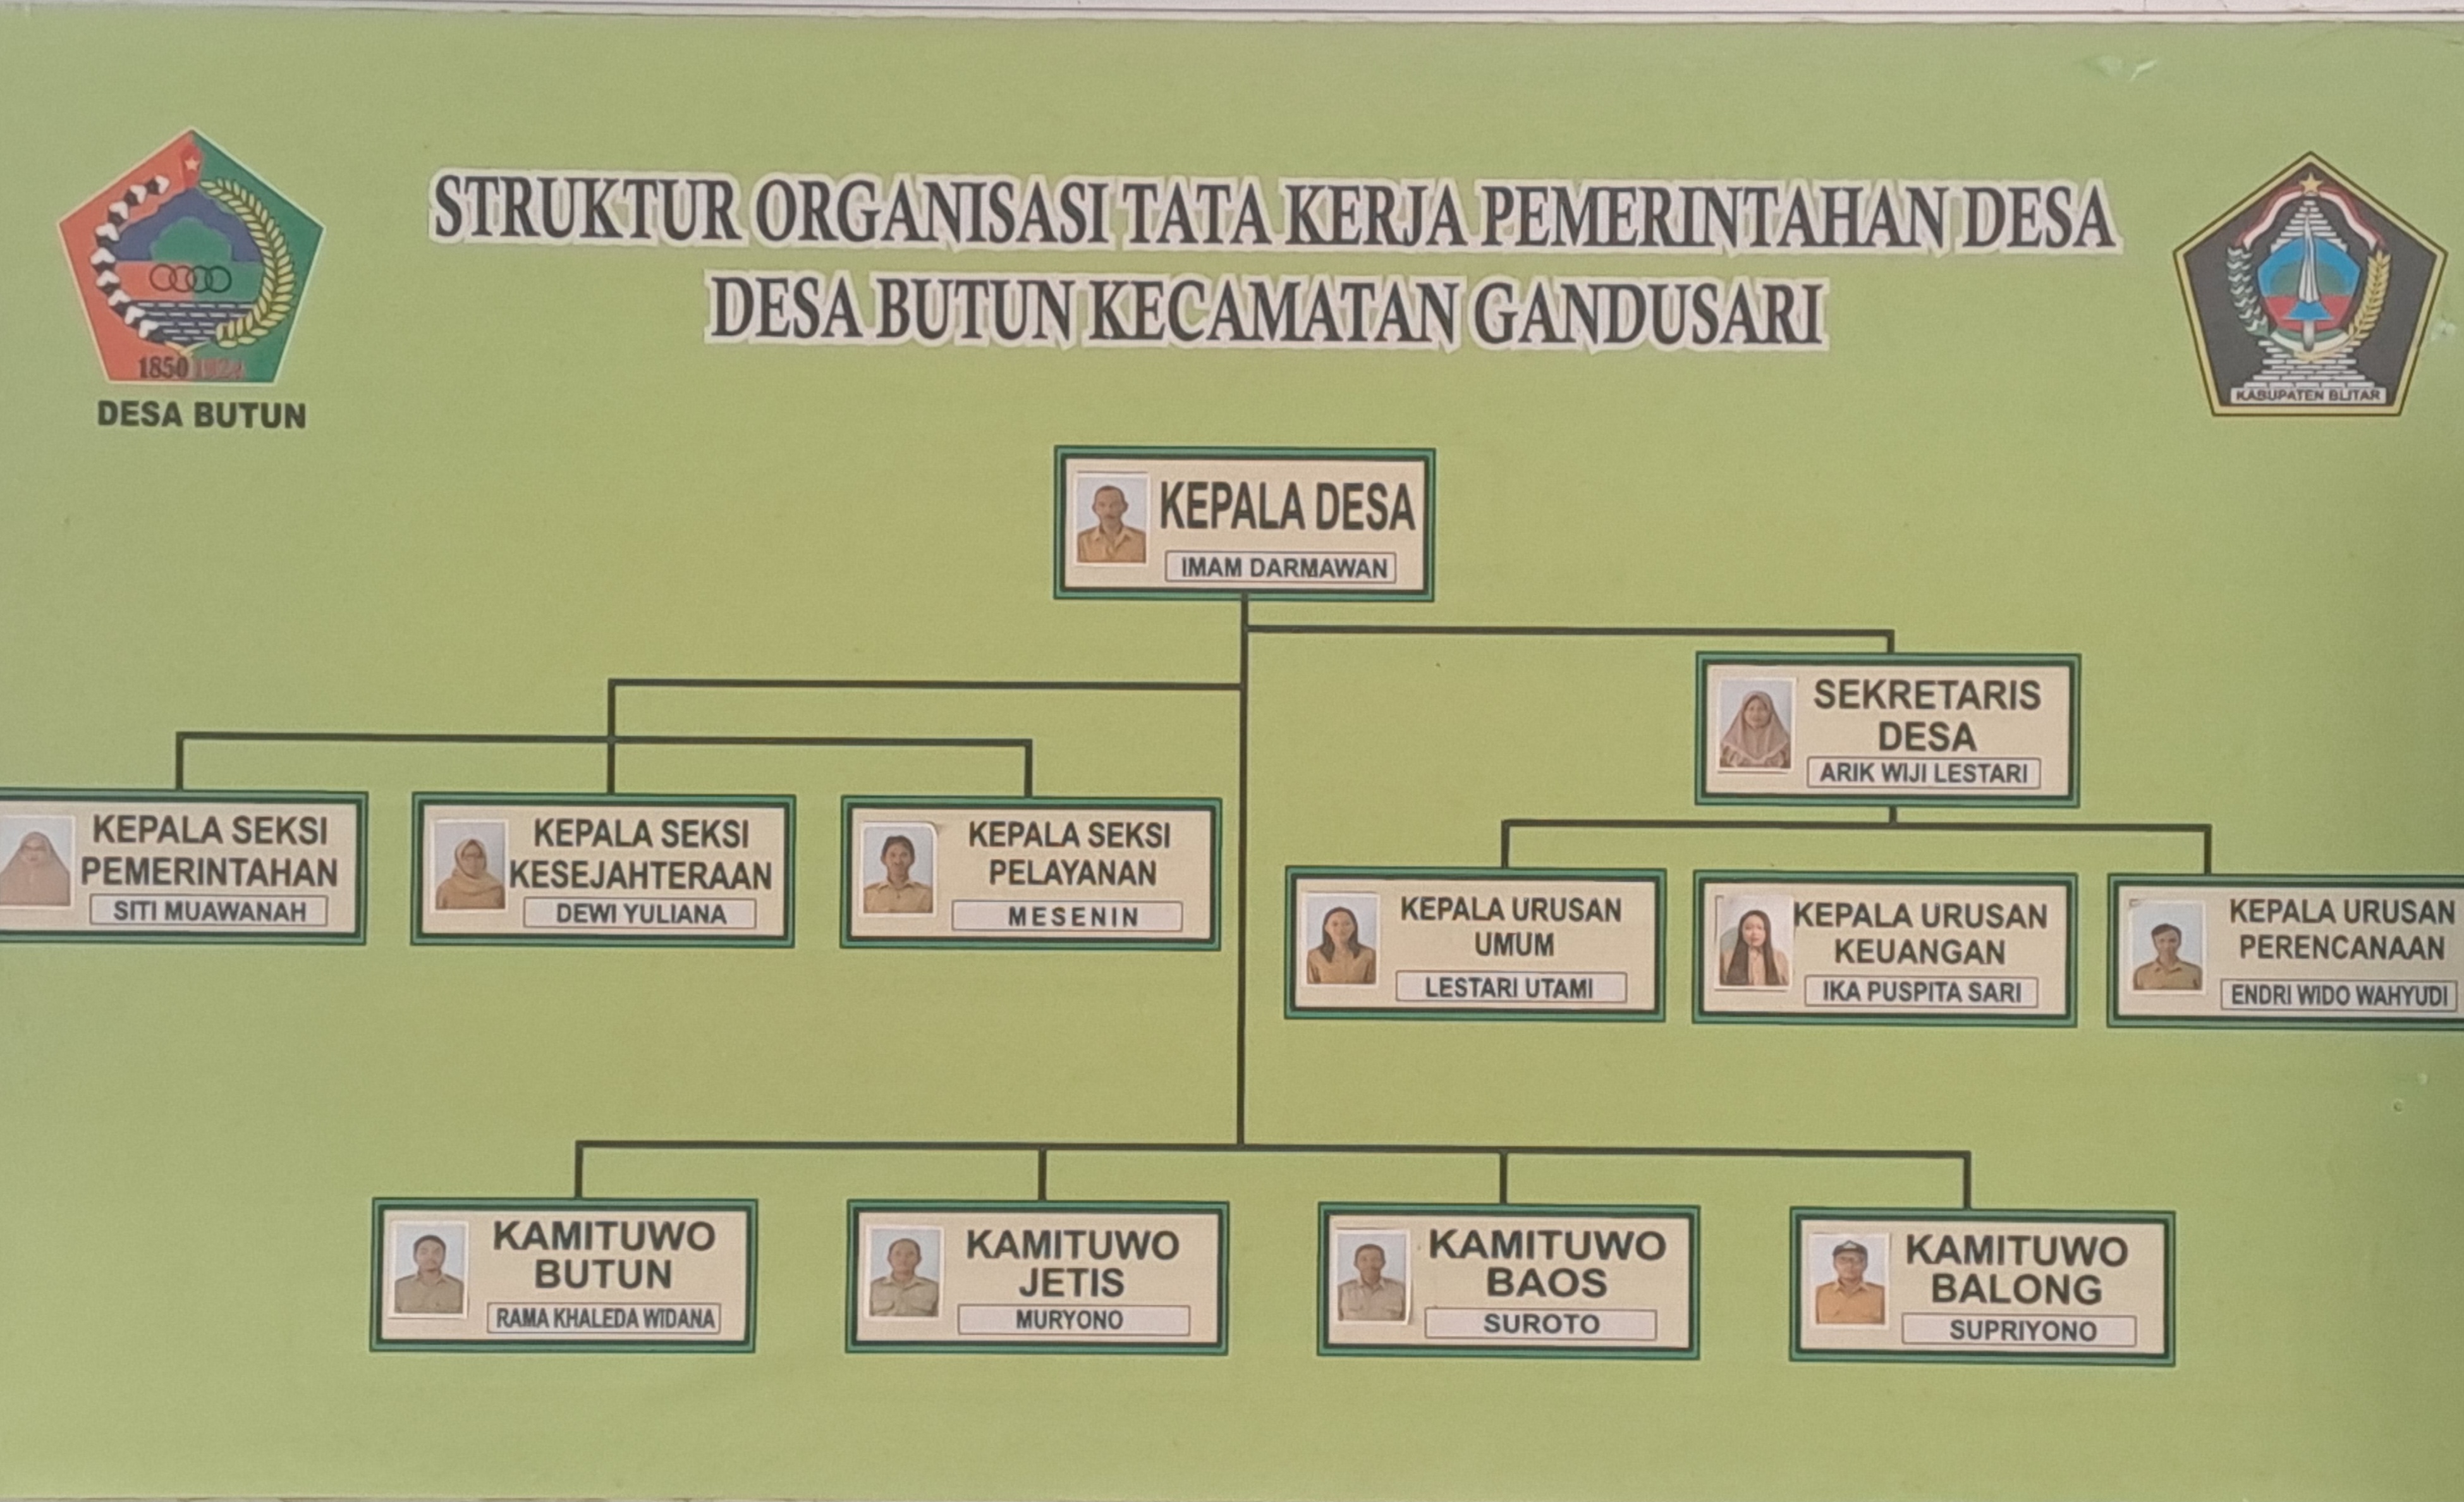 STRUKTUR ORGANISASI TATA KERJA PEMERINTAHAN DESA
DESA BUTUN KECAMATAN GANDUSARI
1850
DESA BUTUN
KABUPATEN BLITAR
KEPALA DESA
IMAM DARMAWAN
SEKRETARIS
DESA
ARIK WIJI LESTARI
KEPALA SEKSI
PEMERINTAHAN
SITI MUAWANAH
KEPALA SEKSI
KESEJAHTERAAN
DEWI YULIANA
KEPALA SEKSI
PELAYANAN
MESENIN
KEPALA URUSAN
UMUM
LESTARI UTAMI
KEPALA URUSAN
KEUANGAN
IKA PUSPITA SARI
KEPALA URUSAN
PERENCANAAN
ENDRI WIDO WAHYUDI
KAMITUWO
BUTUN
RAMA KHALEDA WIDANA
KAMITUWO
JETIS
MURYONO
KAMITUWO
BAOS
SUROTO
KAMITUWO
BALONG
SUPRIYONO